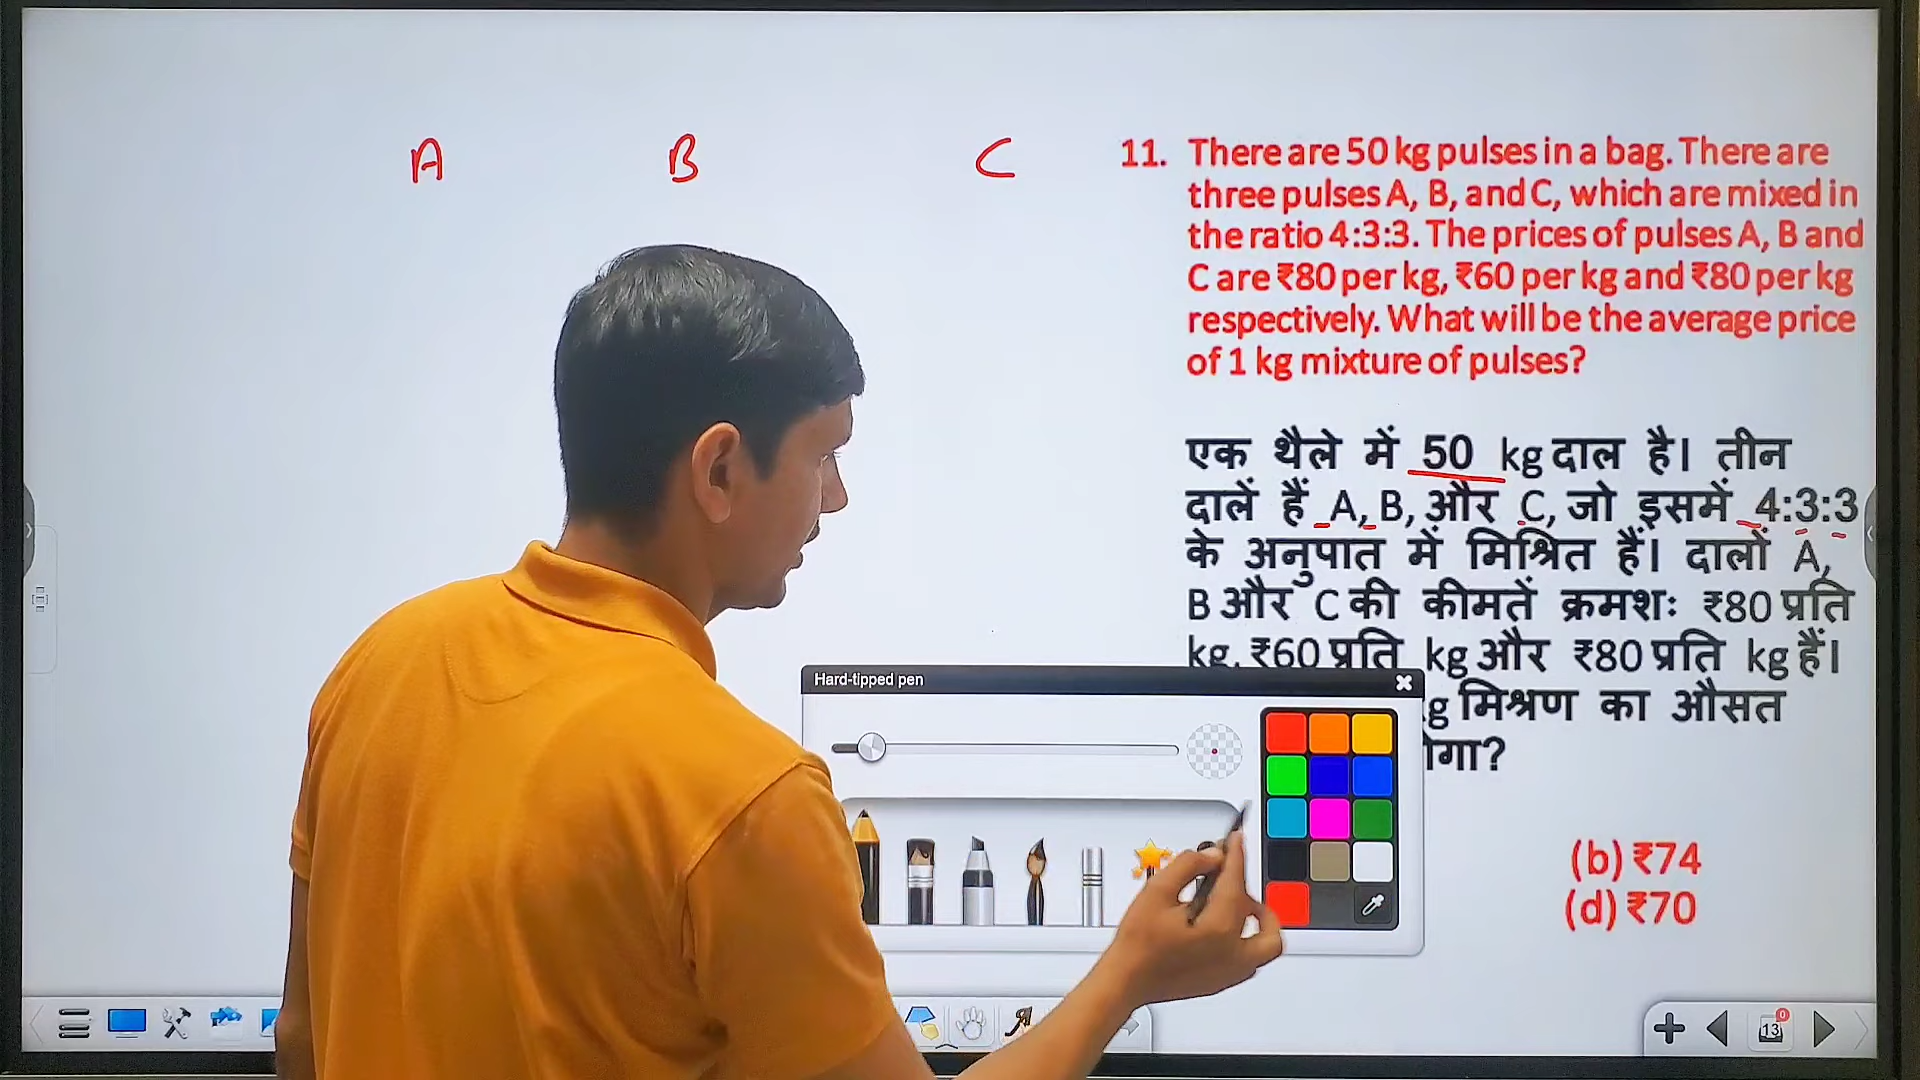 A B C
11. There are 50 kg pulses in a bag. There are
three pulses A, B, and C, which are mixed in
the ratio 4:3:3. The prices of pulses A, B and
C are ₹80 per kg, ₹60 per kg and ₹80 per kg
respectively. What will be the average price
of 1 kg mixture of pulses?
एक थैले में 50 kg दाल है। तीन
दालें हैं A, B, और C, जो इसमें 4:3:3
के अनुपात में मिश्रित हैं। दालों A,
B और C की कीमतें क्रमशः ₹80 प्रति
kg, ₹60 प्रति kg और ₹80 प्रति kg हैं।
मिश्रण का औसत
Hard-tipped pen
(b) ₹74
(d) ₹70
13
0